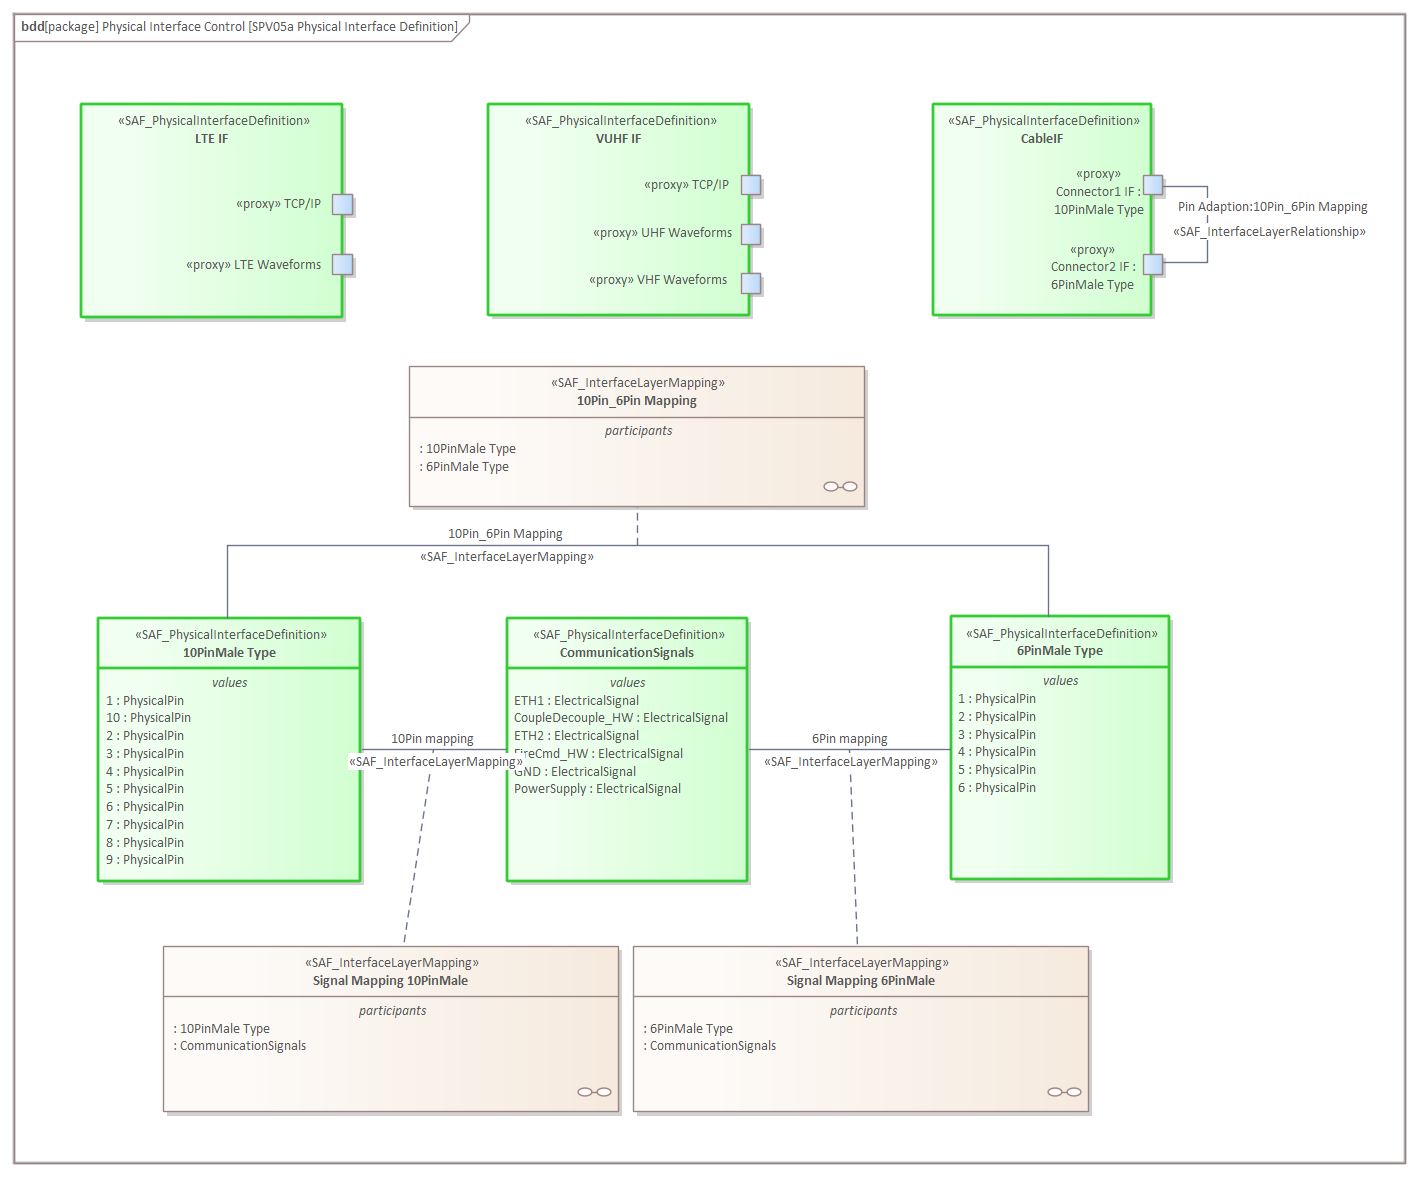 bdd[package] Physical Interface Control [SPV05a Physical Interface Definition]
«SAF_PhysicalInterfaceDefinition»
LTE IF
«proxy» TCP/IP
«proxy» LTE Waveforms
«SAF_PhysicalInterfaceDefinition»
VUHF IF
«proxy» TCP/IP
«proxy» UHF Waveforms
«proxy» VHF Waveforms
«SAF_PhysicalInterfaceDefinition»
CableIF
«proxy»
Connector1 IF :
10PinMale Type
«proxy»
Connector2 IF :
6PinMale Type
Pin Adaption:10Pin_6Pin Mapping
«SAF_InterfaceLayerRelationship»
«SAF_InterfaceLayerMapping»
10Pin_6Pin Mapping
participants
: 10PinMale Type
: 6PinMale Type
10Pin_6Pin Mapping
«SAF_InterfaceLayerMapping»
«SAF_PhysicalInterfaceDefinition»
10PinMale Type
values
1 : PhysicalPin
10 : PhysicalPin
2 : PhysicalPin
3 : PhysicalPin
4 : PhysicalPin
5 : PhysicalPin
6 : PhysicalPin
7 : PhysicalPin
8 : PhysicalPin
9 : PhysicalPin
10Pin mapping
«SAF_InterfaceLayerMapping»
«SAF_PhysicalInterfaceDefinition»
CommunicationSignals
values
ETH1 : ElectricalSignal
CoupleDecouple_HW : ElectricalSignal
ETH2 : ElectricalSignal
FireCmd_HW : ElectricalSignal
GND : ElectricalSignal
PowerSupply : ElectricalSignal
6Pin mapping
«SAF_InterfaceLayerMapping»
«SAF_PhysicalInterfaceDefinition»
6PinMale Type
values
1 : PhysicalPin
2 : PhysicalPin
3 : PhysicalPin
4 : PhysicalPin
5 : PhysicalPin
6 : PhysicalPin
«SAF_InterfaceLayerMapping»
Signal Mapping 10PinMale
participants
: 10PinMale Type
: CommunicationSignals
«SAF_InterfaceLayerMapping»
Signal Mapping 6PinMale
participants
: 6PinMale Type
: CommunicationSignals